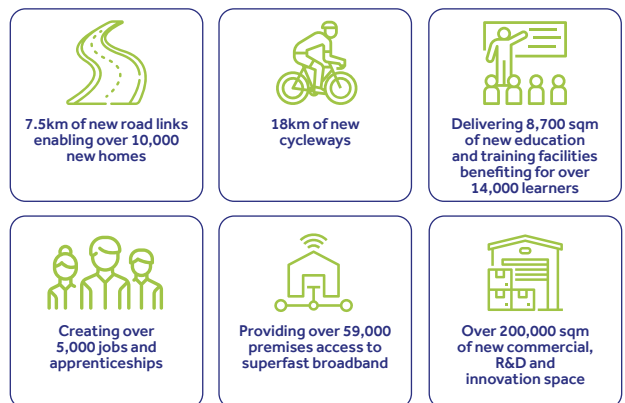 7.5km of new road links
enabling over 10,000
new homes
18km of new
cycleways
Delivering 8,700 sqm
of new education
and training facilities
benefiting for over
14,000 learners
Creating over
5,000 jobs and
apprenticeships
Providing over 59,000
premises access to
superfast broadband
Over 200,000 sqm
of new commercial,
R&D and
innovation space